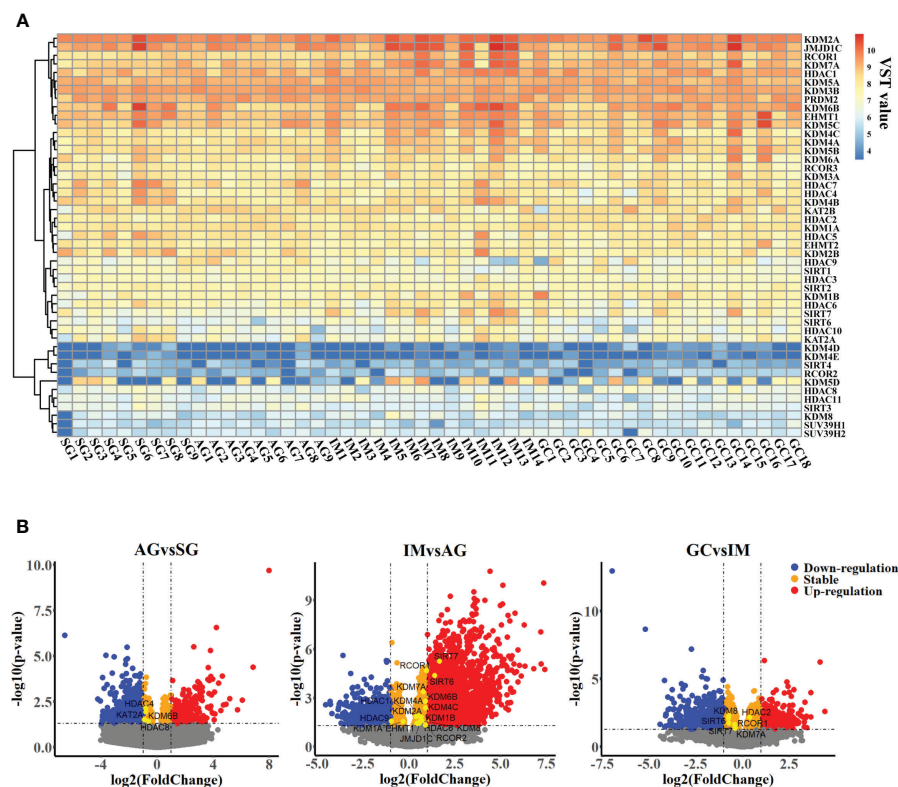 A
KDM2A
JMJD1C
RCOR1
KDM7A
HDAC1
KDM5A
KDM3B
PRDM2
KDM6B
EHMT1
KDM5C
KDM4C
KDM4A
KDM5B
KDM6A
RCOR3
KDM3A
HDAC7
HDAC4
KDM4B
KAT2B
HDAC2
KDM1A
HDAC5
EHMT2
KDM2B
HDAC9
SIRT1
HDAC3
SIRT2
KDM1B
HDAC6
SIRT7
SIRT6
HDAC10
KAT2A
KDM4D
KDM4E
SIRT4
RCOR2
KDM5D
HDAC8
HDAC11
SIRT3
KDM8
SUV39H1
SUV39H2
10
9
8
7
6
5
4
VST value
SG1 SG2 SG3 SG4 SG5 SG6 SG7 SG8 SG9 AG1 AG2 AG3 AG4 AG5 AG6 AG7 AG8 AG9 IM1 IM2 IM3 IM4 IM5 IM6 IM7 IM8 IM9 IM10 IM11 IM12 IM13 IM14 GC1 GC2 GC3 GC4 GC5 GC6 GC7 GC8 GC9 GC10 GC11 GC12 GC13 GC14 GC15 GC16 GC17 GC18
B
AGvsSG
10.0
7.5
5.0
2.5
0.0
-log10(p-value)
HDAC4
KAT2A KDM6B
HDAC8
-4 0 4 8
log2(FoldChange)
IMvsAG
9
6
3
0
-log10(p-value)
SIRT7
RCOR1
SIRT6
KDM7A
KDM6B
HDAC1 KDM4A
KDM4C
KDM2A
HDAC9 KDM1B
KDM1A EHMT1 HDAC6 KDM8
JMJD1C RCOR2
-5.0 -2.5 0.0 2.5 5.0 7.5
log2(FoldChange)
GCvsIM
10
5
0
-log10(p-value)
KDM8 HDAC2
SIRT6 RCOR1
SIRT7 KDM7A
-7.5 -5.0 -2.5 0.0 2.5
log2(FoldChange)
Down-regulation
Stable
Up-regulation